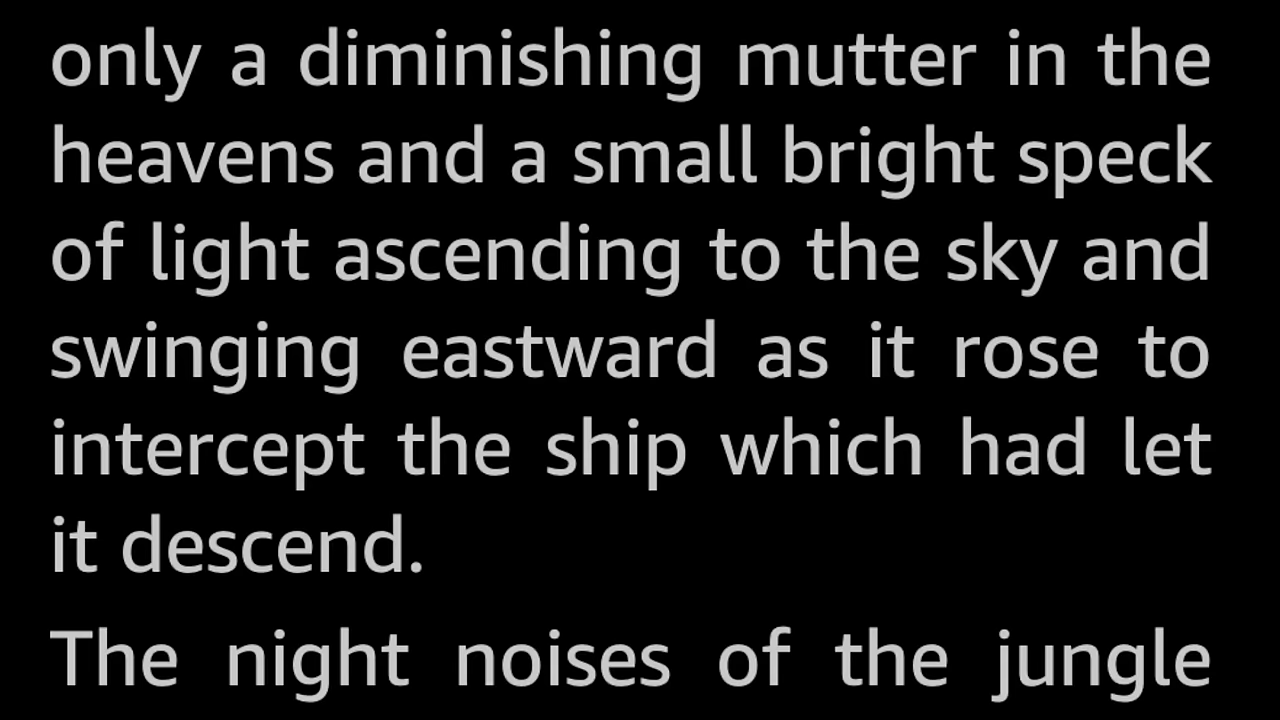 only a diminishing mutter in the
heavens and a small bright speck
of light ascending to the sky and
swinging eastward as it rose to
intercept the ship which had let
it descend.
The night noises of the jungle